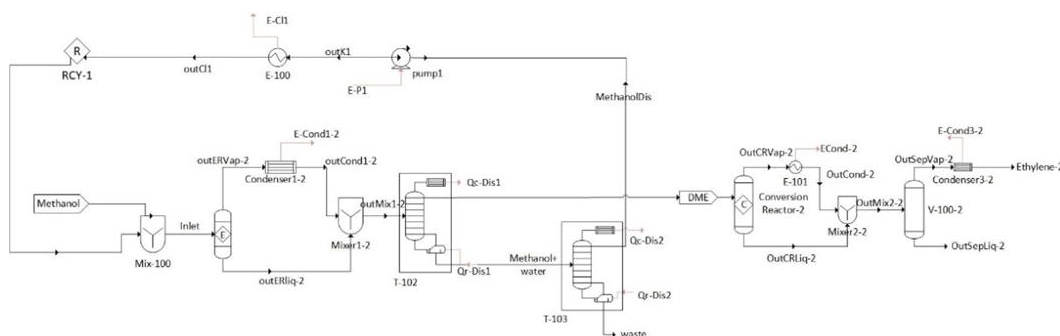 E-Cl1
R
outK1
outCl1
E-100
pump1
RCY-1
E-P1
MethanolDis
E-Cond1-2
outERVap-2
outCond1-2
Condenser1-2
Qc-Dis1
Methanol
Inlet
E
outMix1-2
Mixer1-2
Mix-100
outERliq-2
Qr-Dis1
T-102
Methanol+
water
Qc-Dis2
Qr-Dis2
T-103
waste
DME
OutCRVap-2
ECond-2
E-101
OutCond-2
C
Conversion
Reactor-2
OutMix2-2
Mixer2-2
OutCRLiq-2
E-Cond3-2
OutSepVap-2
Condenser3-2
Ethylene-2
V-100-2
OutSepLiq-2